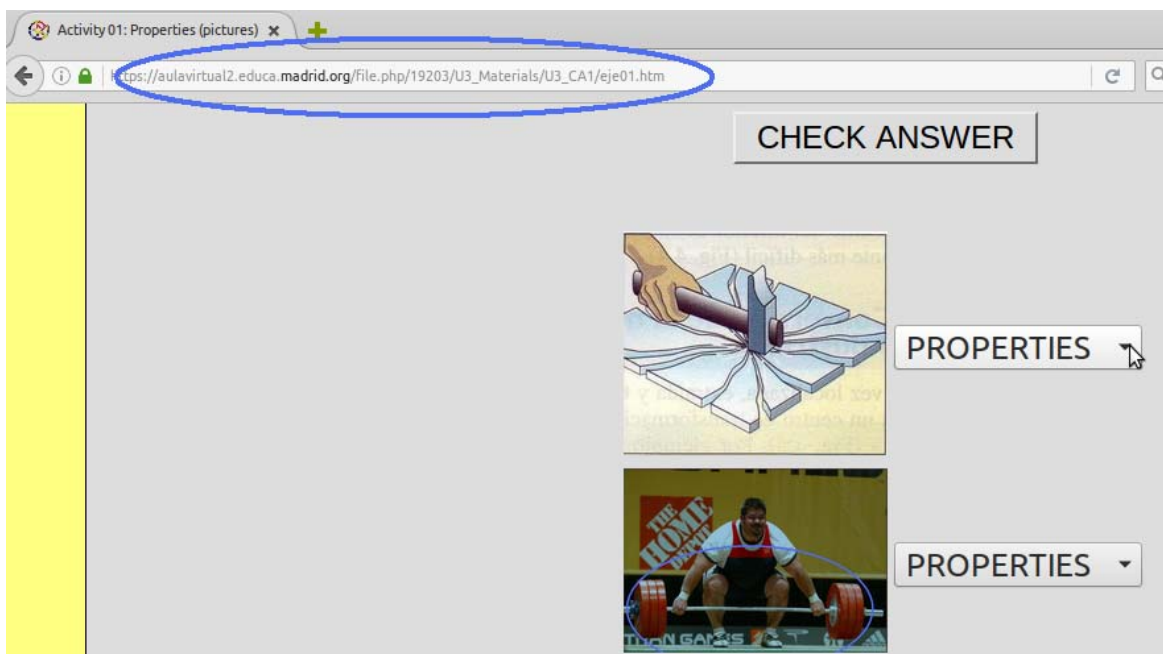 Activity 01: Properties (pictures)
https://aulavirtual2.educa.madrid.org/file.php/19203/U3_Materials/U3_CA1/eje01.htm
CHECK ANSWER
PROPERTIES
THE
HOME
DEPOT
PROPERTIES